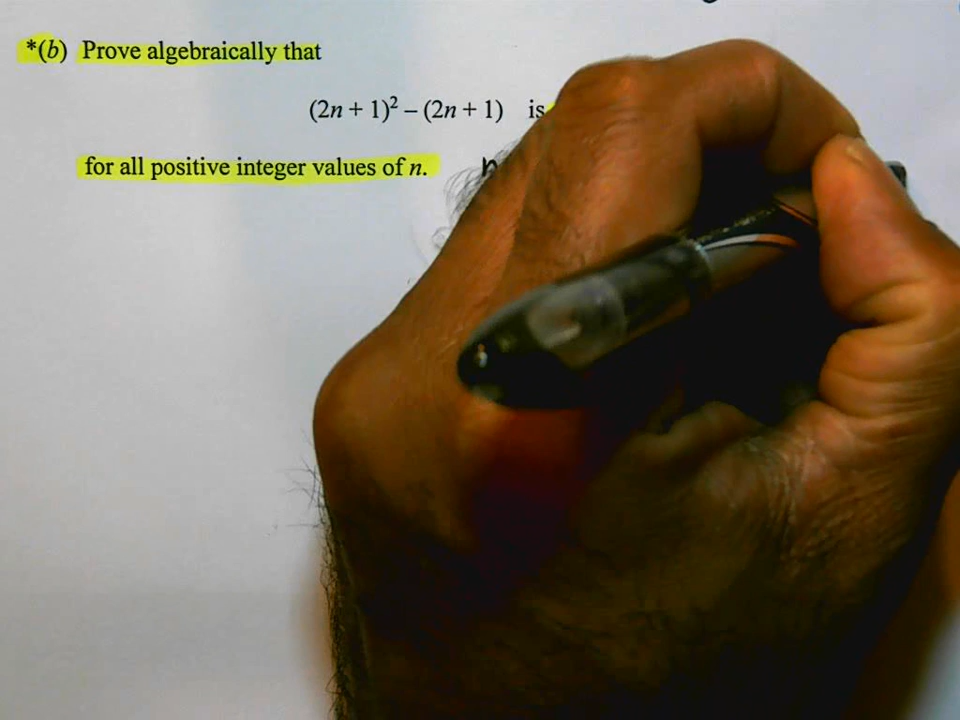 *(b) Prove algebraically that
(2n + 1)² – (2n + 1) is
for all positive integer values of n. n